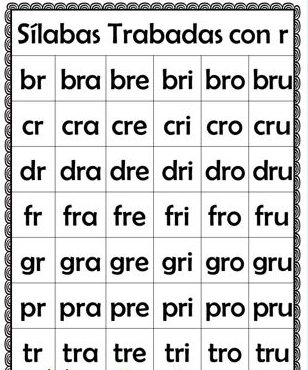 Sílabas Trabadas con r
br bra bre bri bro bru
cr cra cre cri cro cru
dr dra dre dri dro dru
fr fra fre fri fro fru
gr gra gre gri gro gru
pr pra pre pri pro pru
tr tra tre tri tro tru